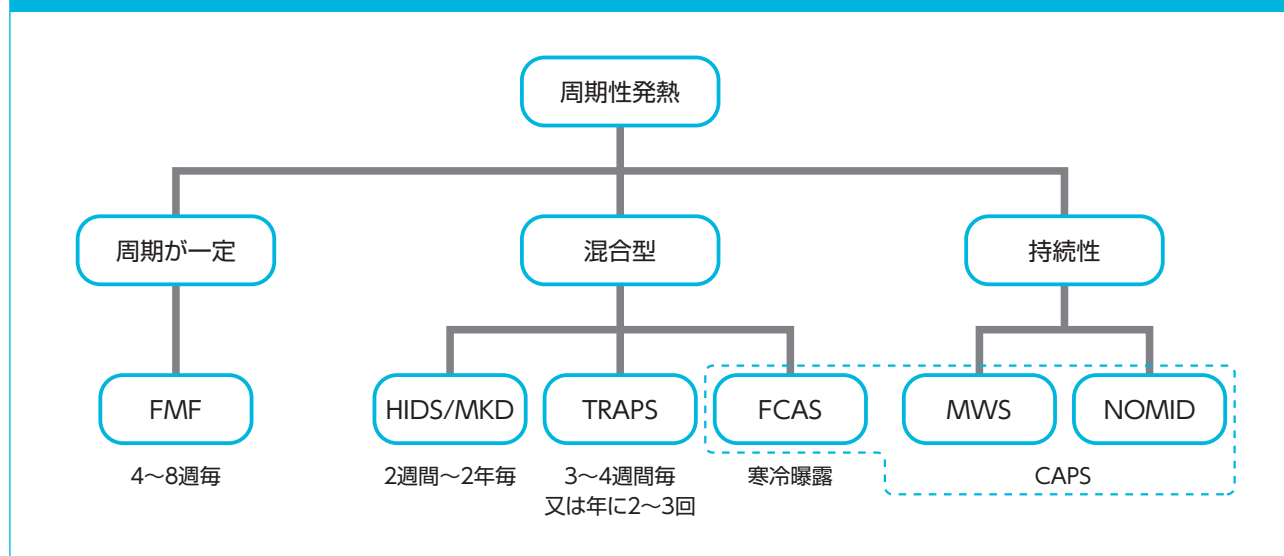 周期性発熱
周期が一定
混合型
持続性
FMF
HIDS/MKD
TRAPS
FCAS
MWS
NOMID
4〜8週毎
2週間〜2年毎
3〜4週間毎
又は年に2〜3回
寒冷曝露
CAPS